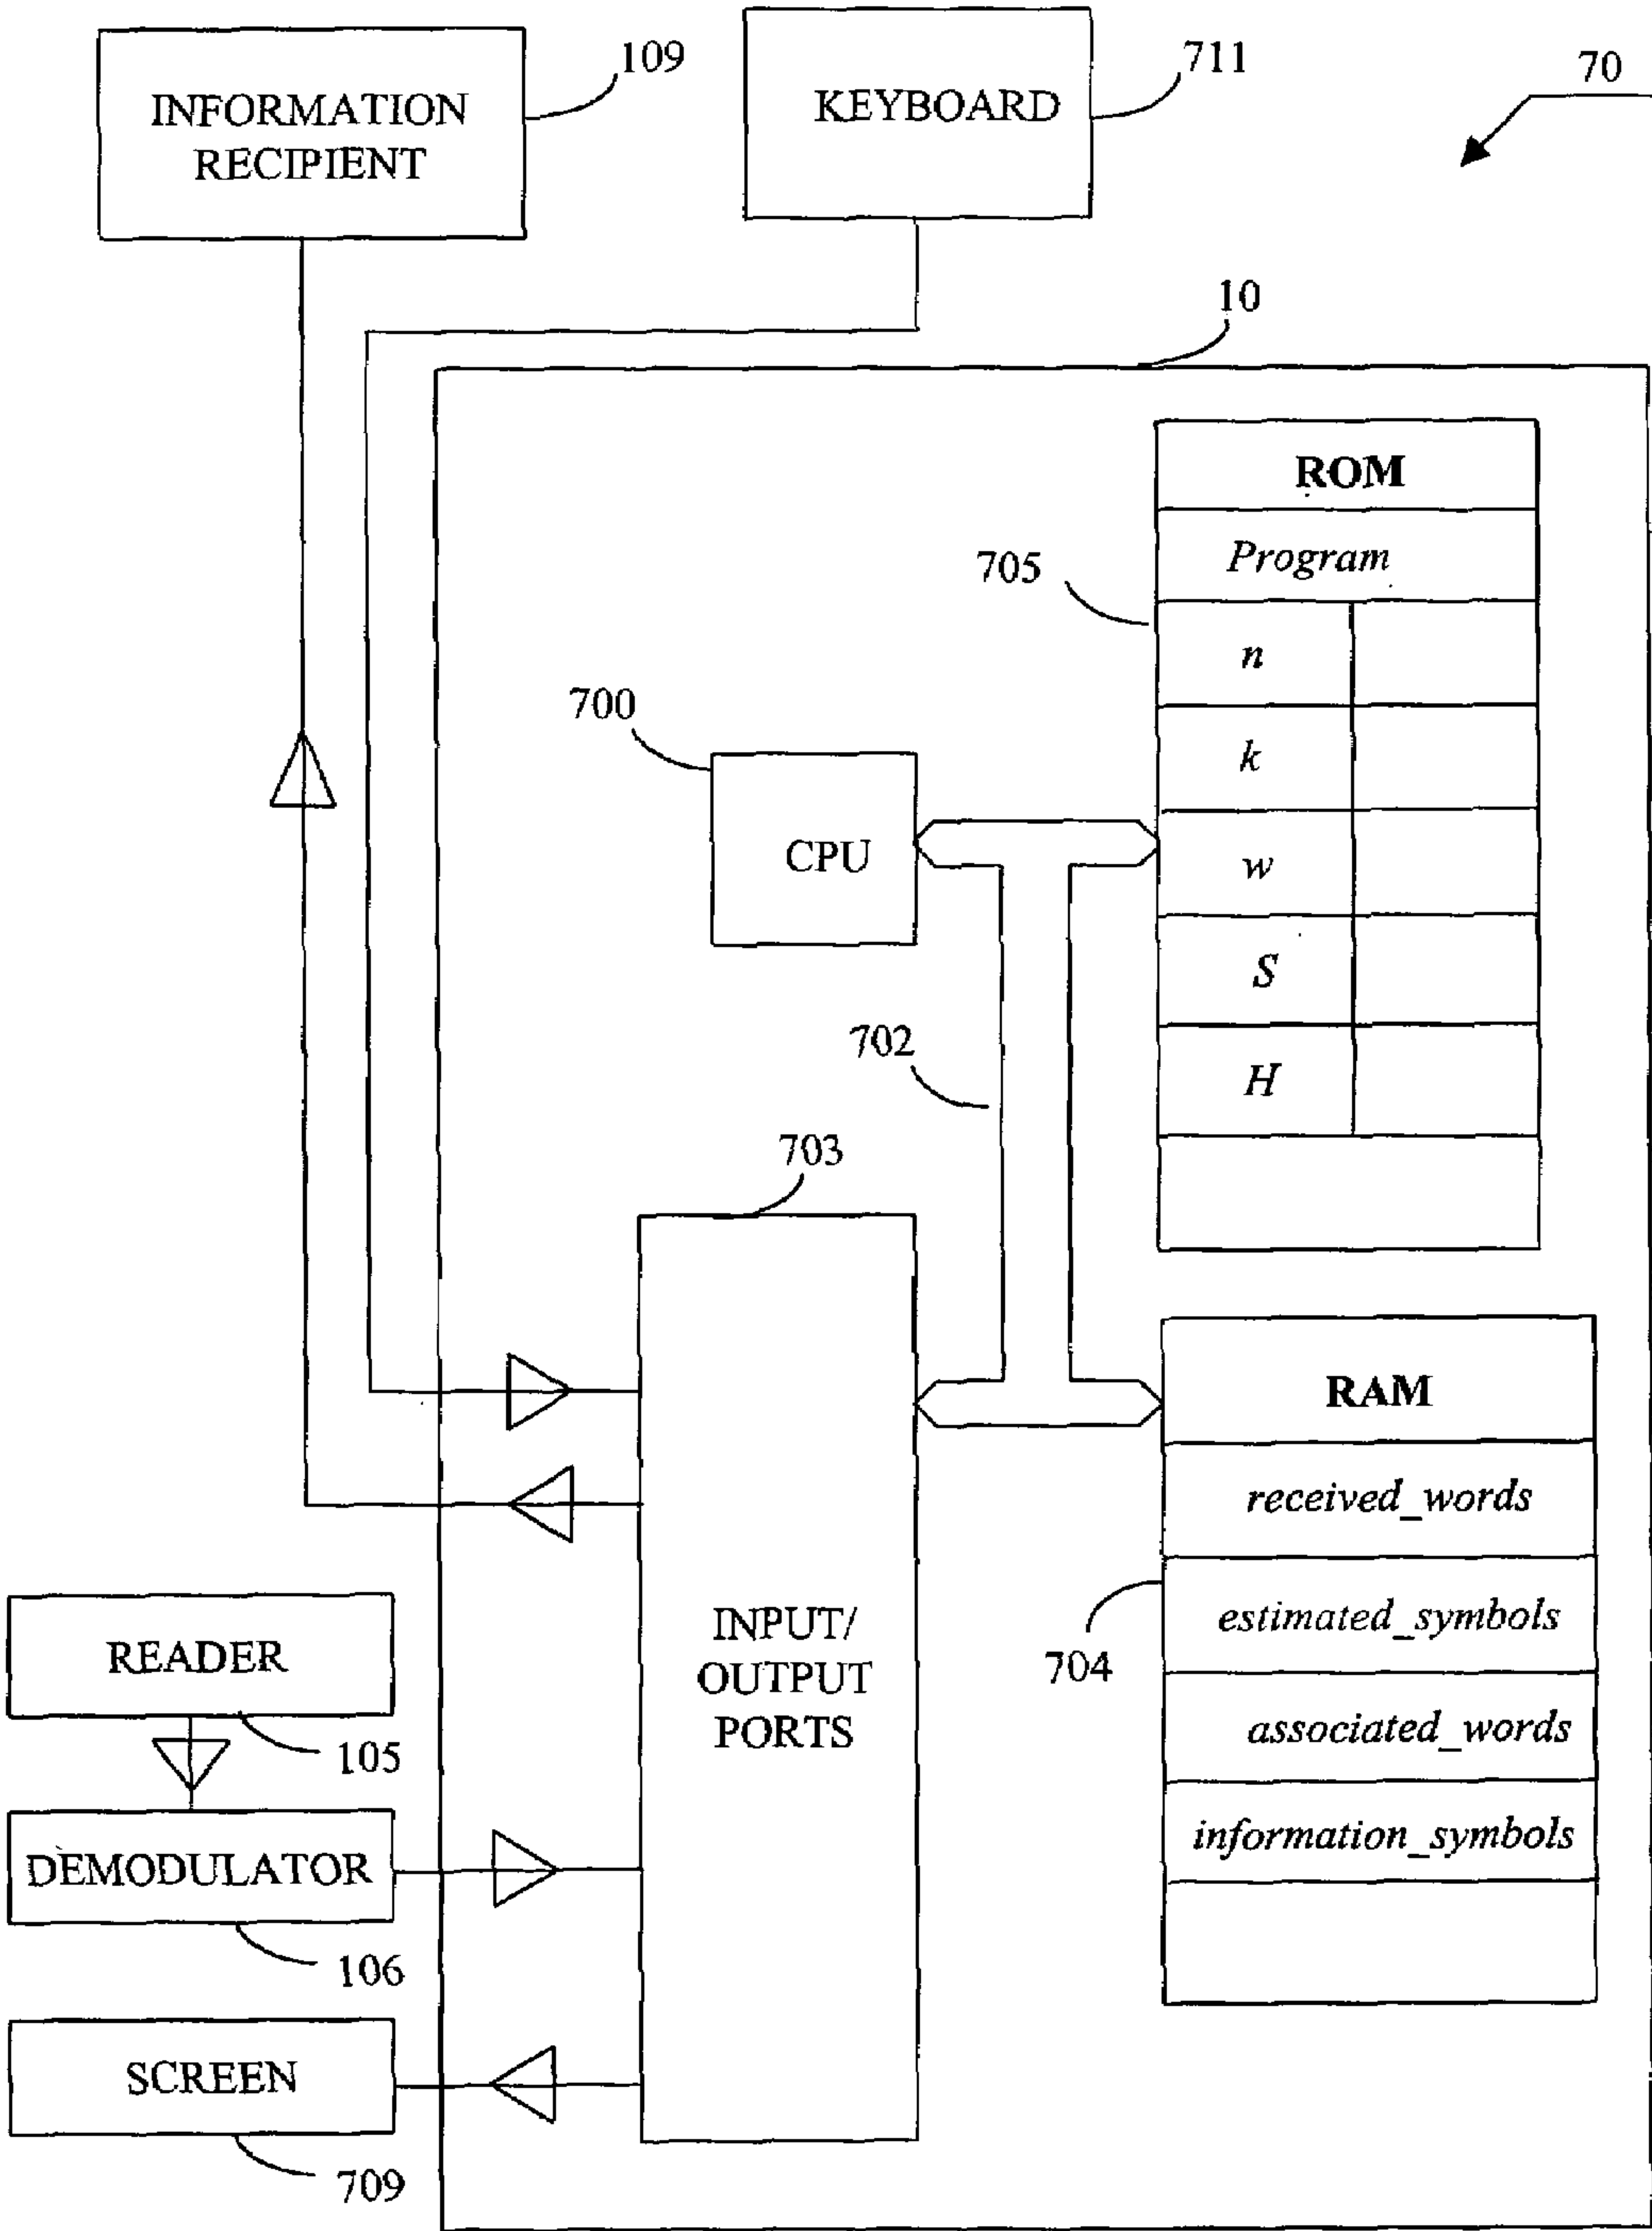 109
711
70
INFORMATION
RECIPIENT
KEYBOARD
10
ROM
Program
705
n
k
w
S
H
700
CPU
702
703
INPUT/
OUTPUT
PORTS
RAM
received_words
estimated_symbols
704
associated_words
information_symbols
READER
105
DEMODULATOR
106
SCREEN
709